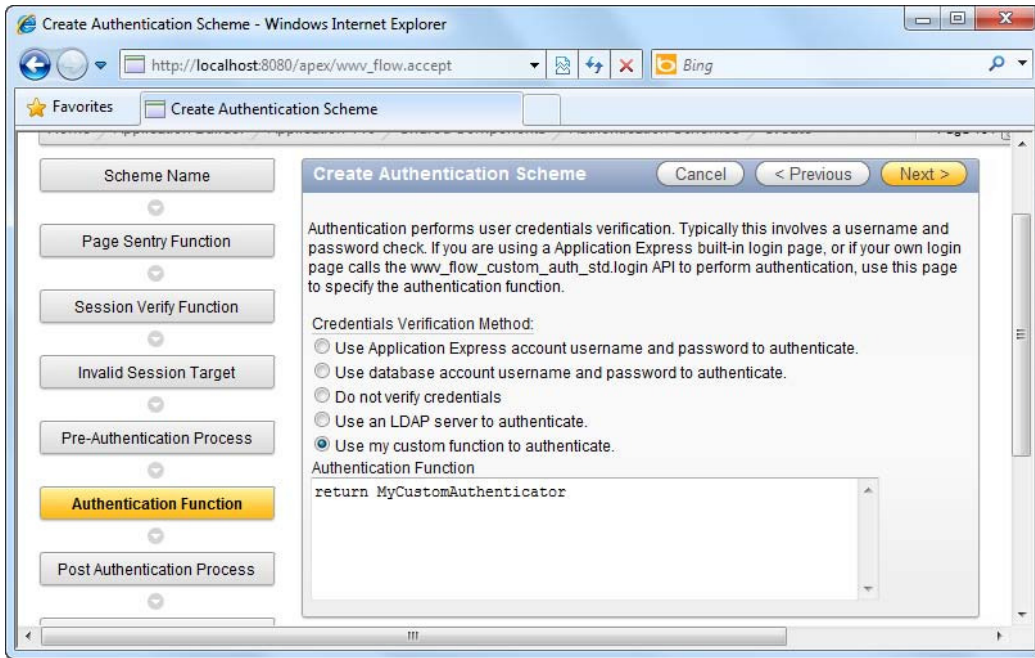 Create Authentication Scheme - Windows Internet Explorer
http://localhost:8080/apex/wwv_flow.accept
Bing
Favorites
Create Authentication Scheme
Scheme Name
Page Sentry Function
Session Verify Function
Invalid Session Target
Pre-Authentication Process
Authentication Function
Post Authentication Process
Create Authentication Scheme
Cancel
< Previous
Next >
Authentication performs user credentials verification. Typically this involves a username and
password check. If you are using a Application Express built-in login page, or if your own login
page calls the wwv_flow_custom_auth_std.login API to perform authentication, use this page
to specify the authentication function.
Credentials Verification Method:
Use Application Express account username and password to authenticate.
Use database account username and password to authenticate.
Do not verify credentials
Use an LDAP server to authenticate.
Use my custom function to authenticate.
Authentication Function
return MyCustomAuthenticator